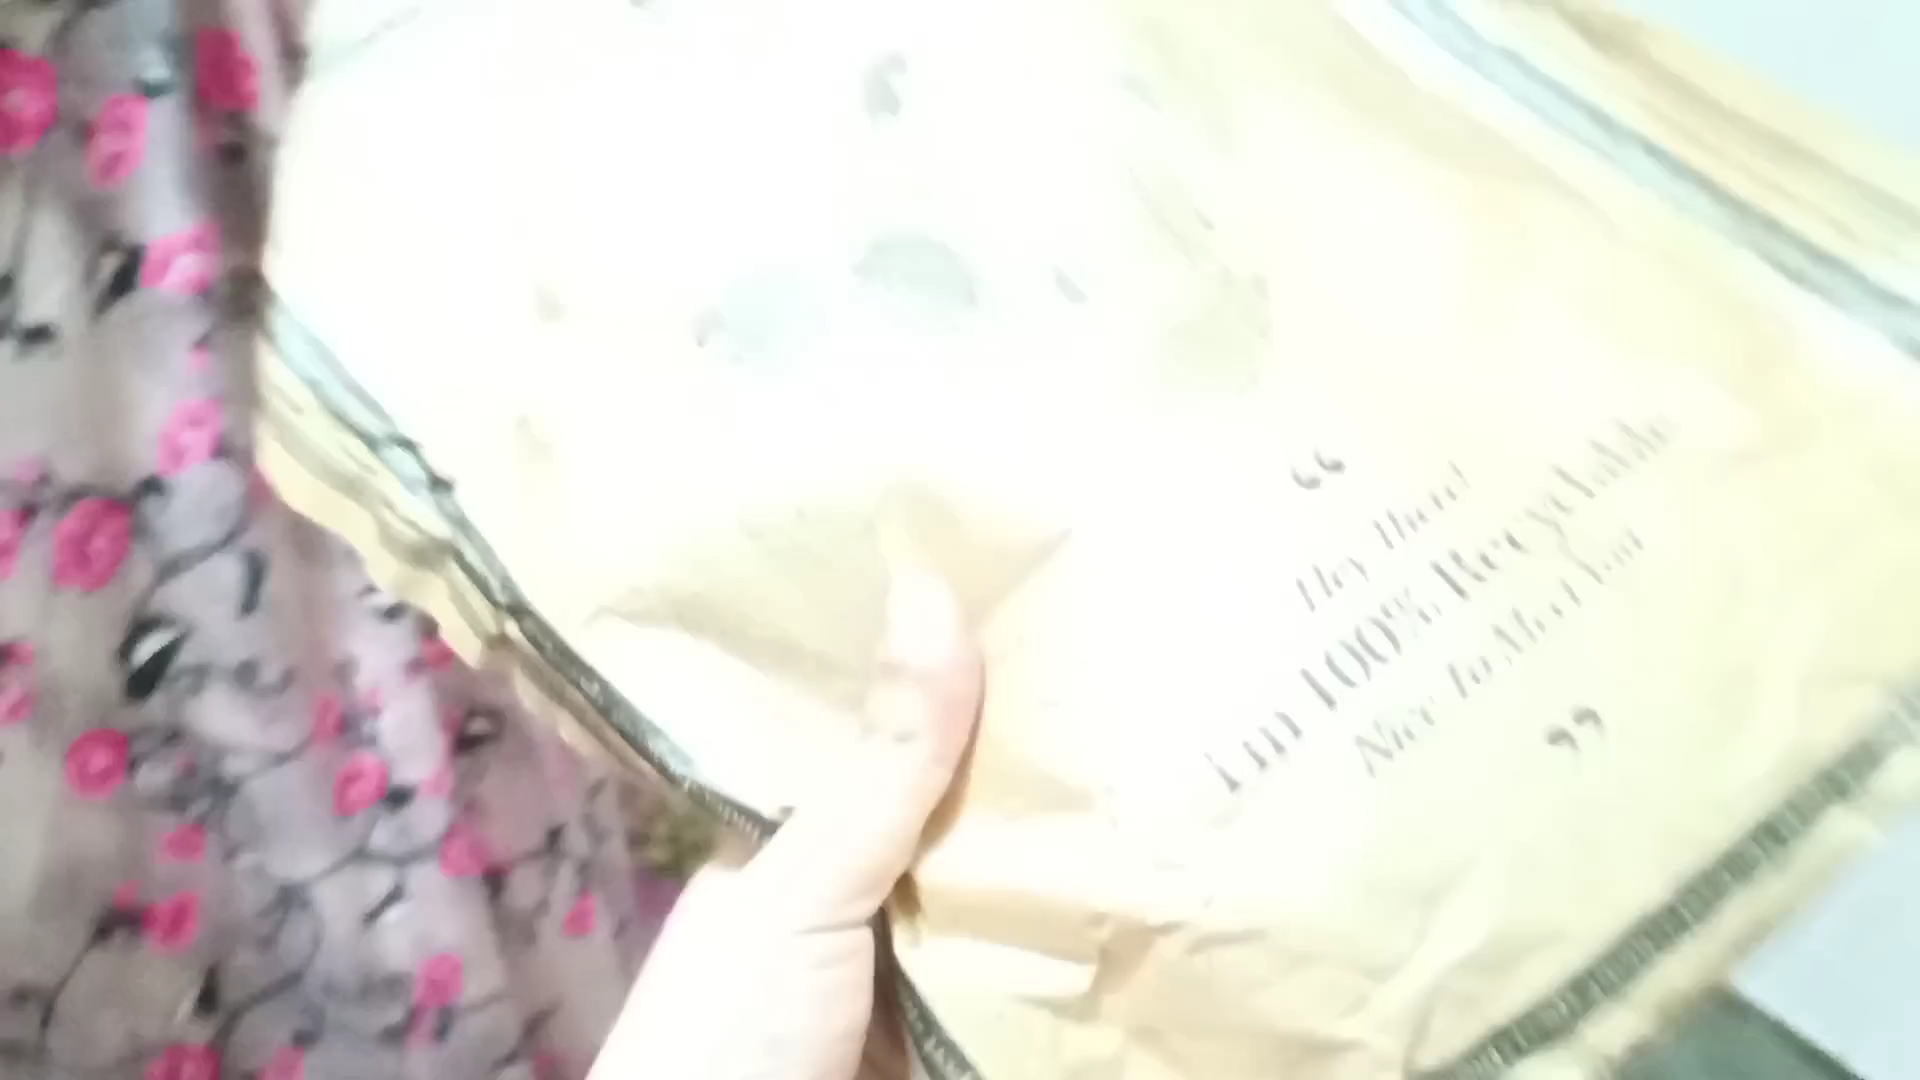 “
Hey There!
I'm 100% Recyclable
Nice To Meet You
”